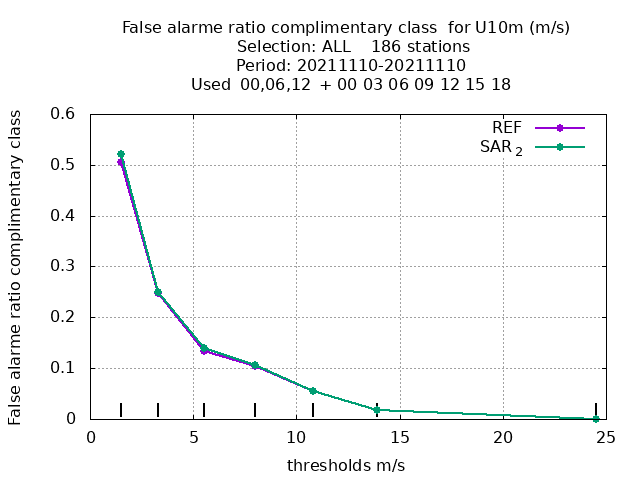 False alarme ratio complimentary class  for U10m (m/s)
Selection: ALL    186 stations
Period: 20211110-20211110
Used  00,06,12  + 00 03 06 09 12 15 18
False alarme ratio complimentary class
0.6
0.5
0.4
0.3
0.2
0.1
0
REF
SAR 2
0 5 10 15 20 25
thresholds m/s